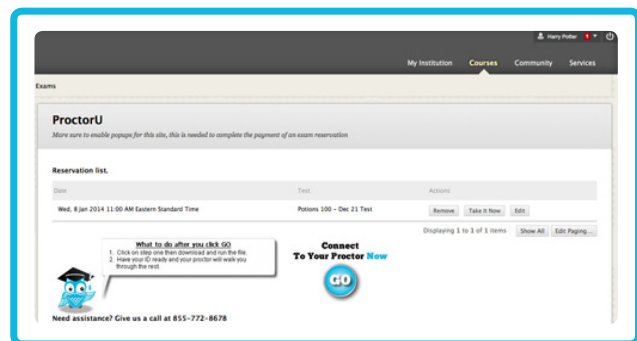 Harry Potter 1
My Institution Courses Community Services
Exams
ProctorU
Mare sure to enable popups for this site, this is needed to complete the payment of an exam reservation
Reservation list.
Date Test Actions
Wed, 8 Jan 2014 11:00 AM Eastern Standard Time Potions 100 - Dec 21 Test Remove Take It Now Edit
Displaying 1 to 1 of 1 items Show All Edit Paging...
What to do after you click GO
1. Click on step one then download and run the file.
2. Have your ID ready and your proctor will walk you
through the rest.
Connect
To Your Proctor Now
GO
Need assistance? Give us a call at 855-772-8678